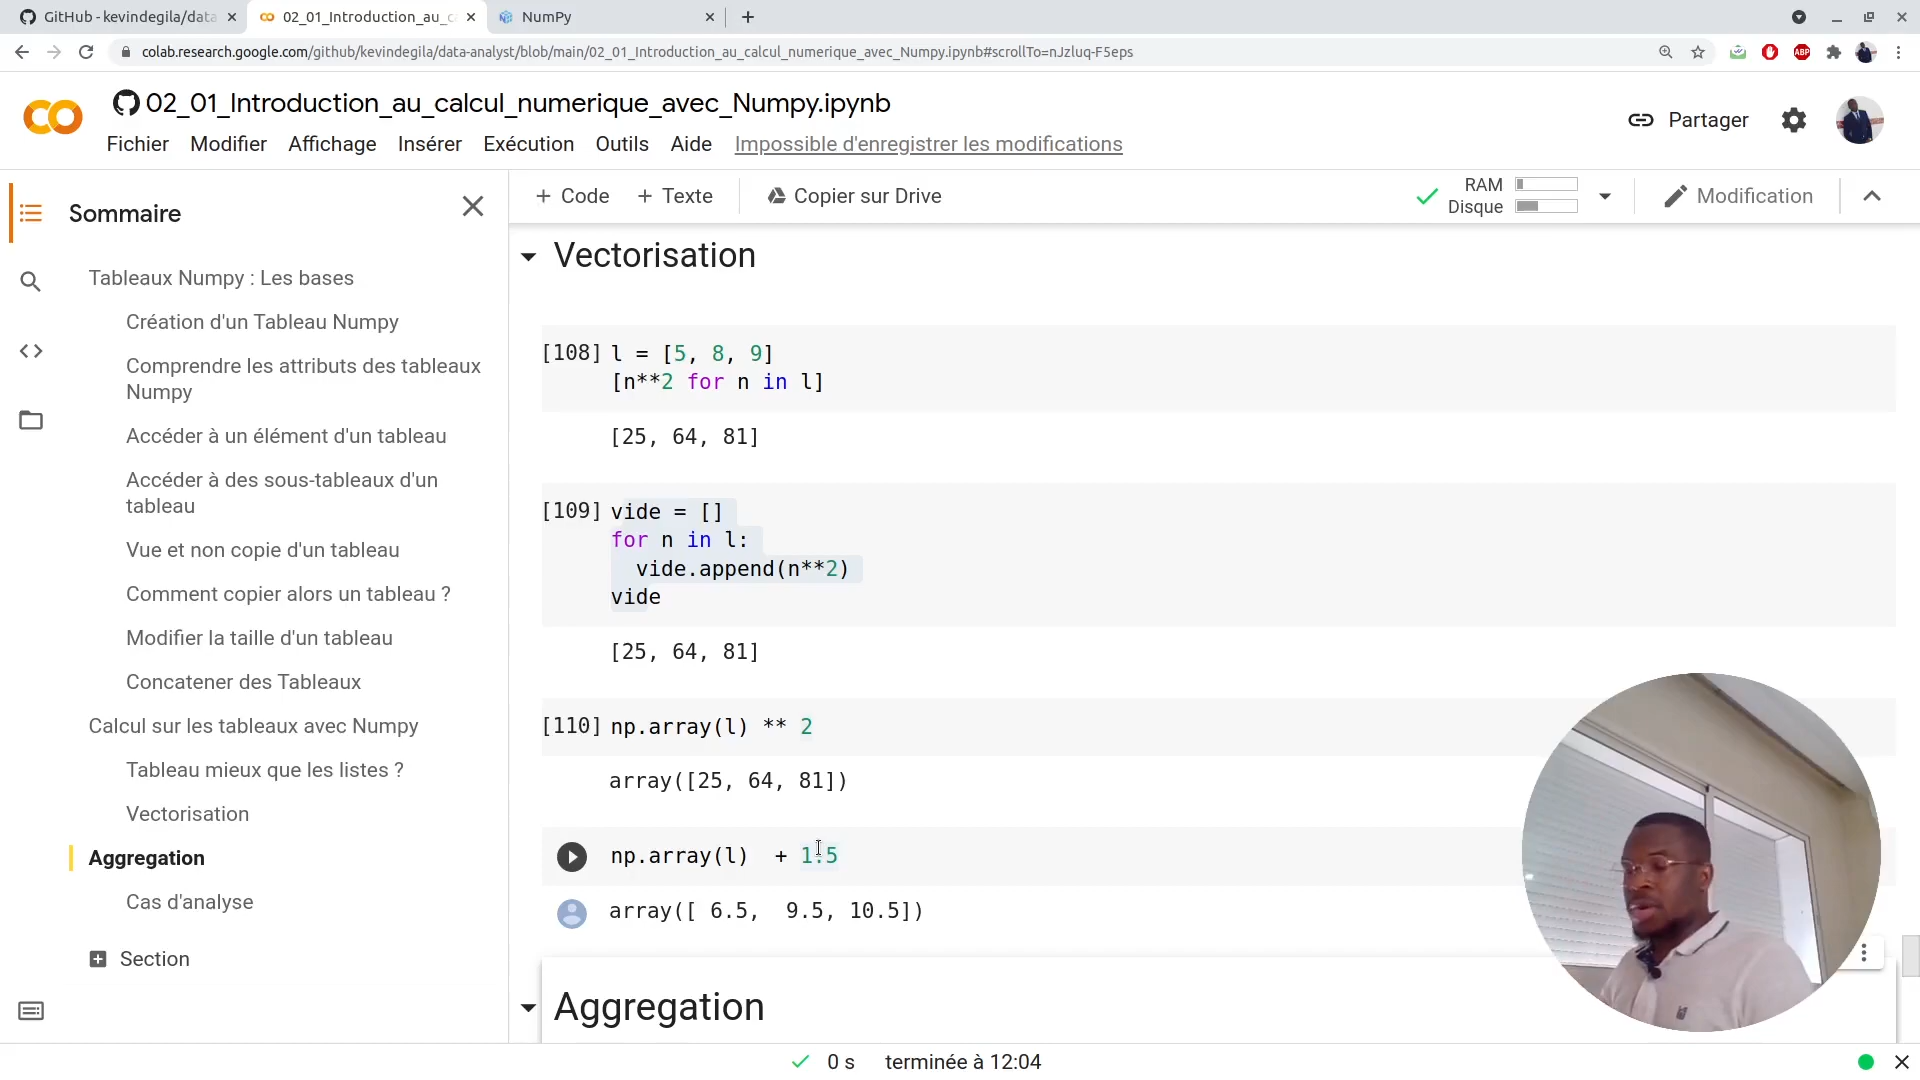 GitHub - kevindegila/data
02_01_Introduction_au_c
NumPy
colab.research.google.com/github/kevindegila/data-analyst/blob/main/02_01_Introduction_au_calcul_numerique_avec_Numpy.ipynb#scrollTo=nJzluq-F5eps
ABP
CO
02_01_Introduction_au_calcul_numerique_avec_Numpy.ipynb
Fichier Modifier Affichage Insérer Exécution Outils Aide Impossible d'enregistrer les modifications
Partager
+ Code + Texte Copier sur Drive
RAM
Disque
Modification
Sommaire
Tableaux Numpy : Les bases
Création d'un Tableau Numpy
Comprendre les attributs des tableaux
Numpy
Accéder à un élément d'un tableau
Accéder à des sous-tableaux d'un
tableau
Vue et non copie d'un tableau
Comment copier alors un tableau ?
Modifier la taille d'un tableau
Concatener des Tableaux
Calcul sur les tableaux avec Numpy
Tableau mieux que les listes ?
Vectorisation
Aggregation
Cas d'analyse
Section
Vectorisation
[108] l = [5, 8, 9]
[n**2 for n in l]
[25, 64, 81]
[109] vide = []
for n in l:
vide.append(n**2)
vide
[25, 64, 81]
[110] np.array(l) ** 2
array([25, 64, 81])
np.array(l)  + 1.5
array([ 6.5,  9.5, 10.5])
Aggregation
0 s terminée à 12:04